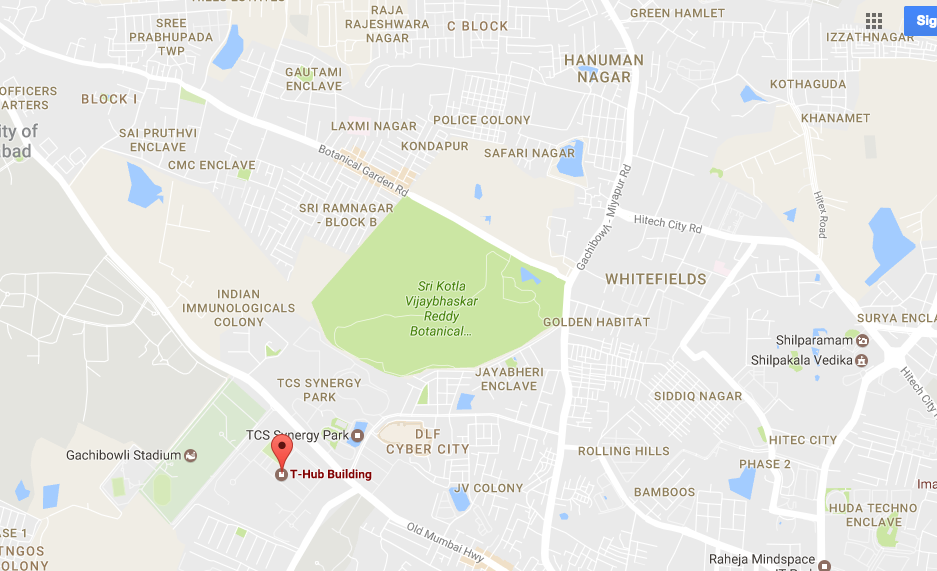 SREE
PRABHUPADA
TWP
RAJA
RAJESHWARA
NAGAR
C BLOCK
GREEN HAMLET
Sig
IZZATHNAGAR
HANUMAN
NAGAR
GAUTAMI
ENCLAVE
KOTHAGUDA
OFFICERS
ARTERS
BLOCK I
KHANAMET
ity of
bad
SAI PRUTHVI
ENCLAVE
LAXMI NAGAR
POLICE COLONY
KONDAPUR
SAFARI NAGAR
CMC ENCLAVE
Botanical Garden Rd
Gachibowli - Miyapur Rd
Hitech City Rd
Hitek Road
SRI RAMNAGAR
- BLOCK B
WHITEFIELDS
Sri Kotla
Vijaybhaskar
Reddy
Botanical...
INDIAN
IMMUNOLOGICALS
COLONY
GOLDEN HABITAT
SURYA ENCLA
Shilparamam
Shilpakala Vedika
Hitech City
TCS SYNERGY
PARK
JAYABHERI
ENCLAVE
SIDDIQ NAGAR
TCS Synergy Park
DLF
CYBER CITY
HITEC CITY
Gachibowli Stadium
T-Hub Building
ROLLING HILLS
PHASE 2
JV COLONY
BAMBOOS
Ima
HUDA TECHNO
ENCLAVE
Old Mumbai Hwy
ASE 1
TNGOS
COLONY
Raheja Mindspace
IT Park